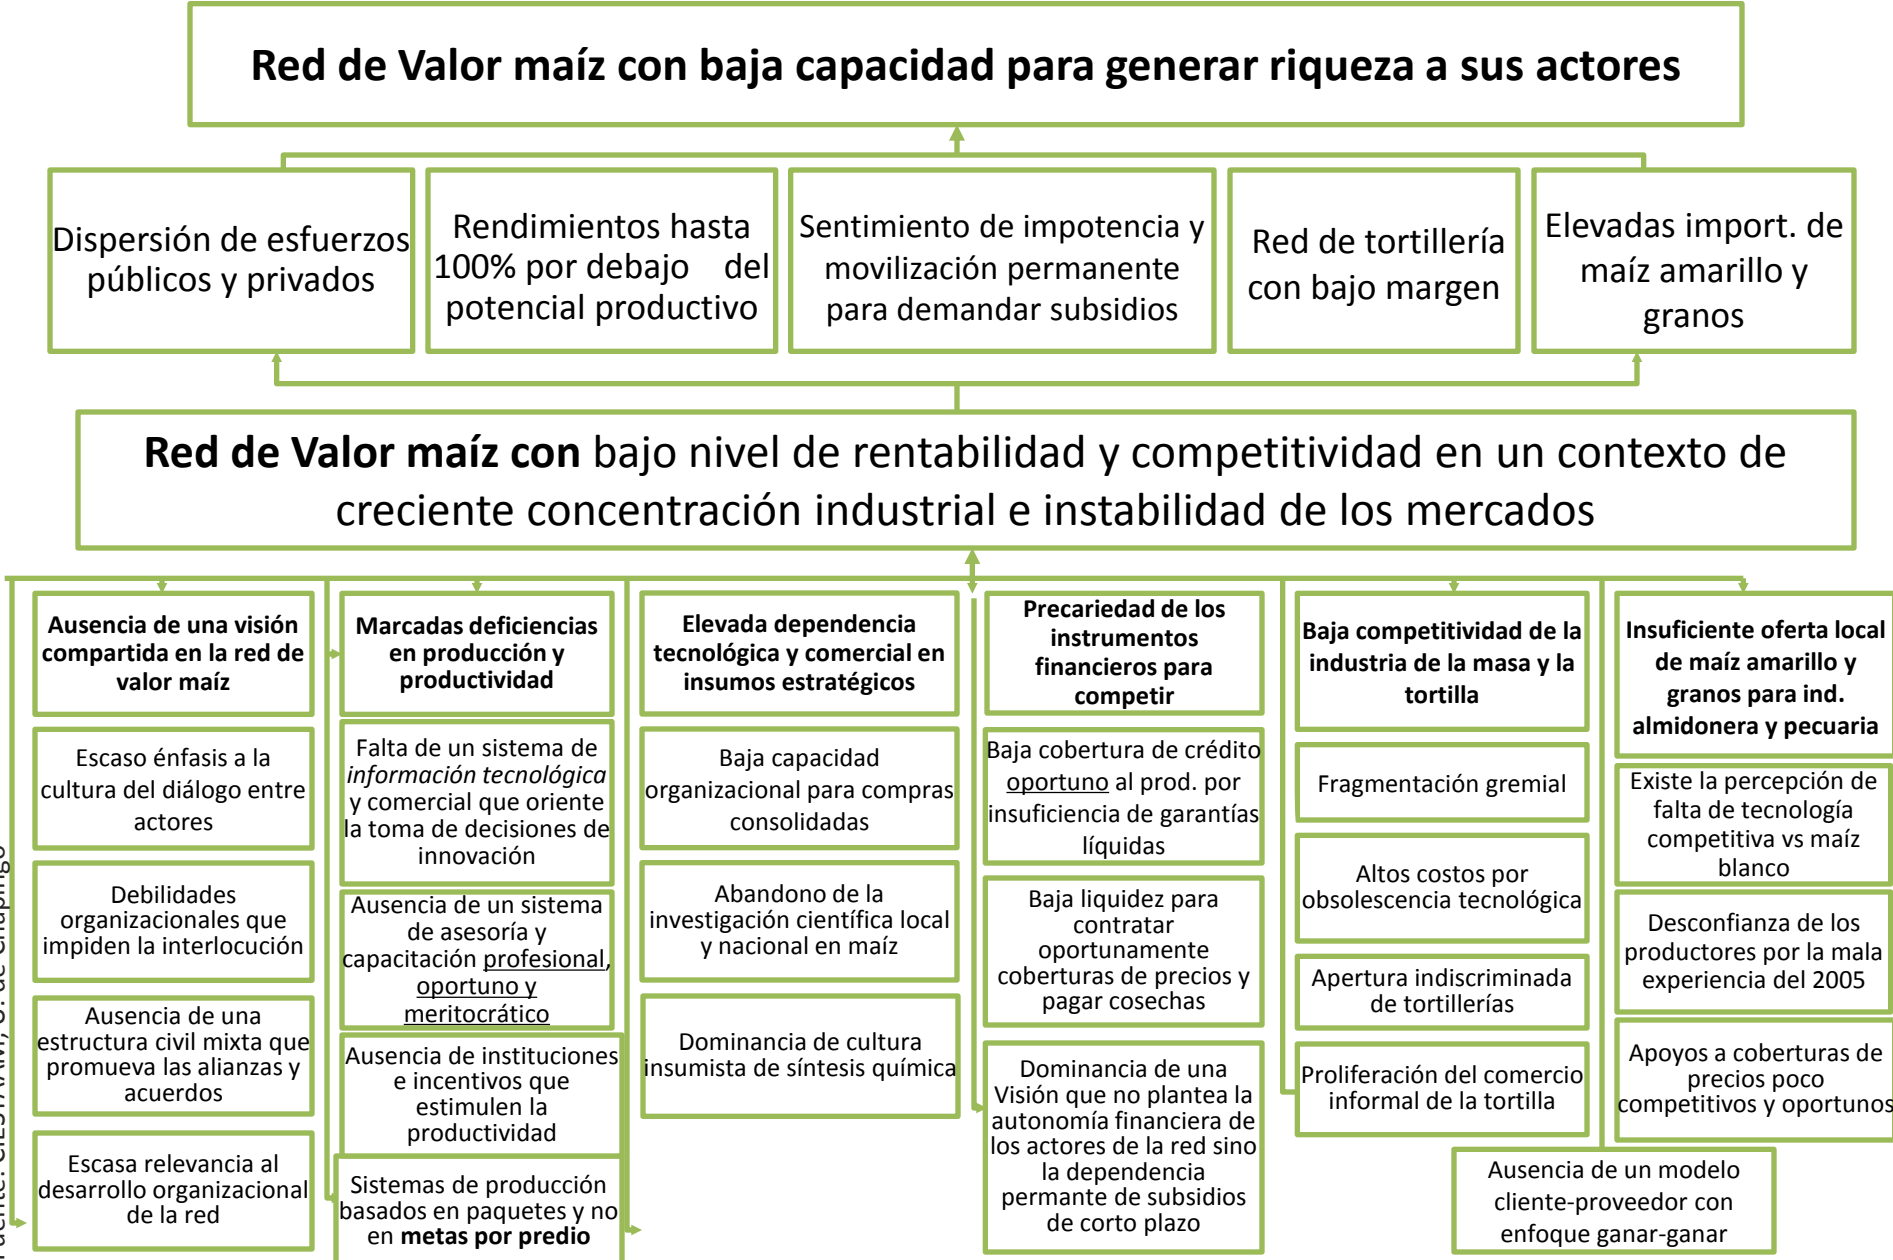 Red de Valor maíz con baja capacidad para generar riqueza a sus actores
Dispersión de esfuerzos
públicos y privados
Rendimientos hasta
100% por debajo del
potencial productivo
Sentimiento de impotencia y
movilización permanente
para demandar subsidios
Red de tortillería
con bajo margen
Elevadas import. de
maíz amarillo y
granos
Red de Valor maíz con bajo nivel de rentabilidad y competitividad en un contexto de
creciente concentración industrial e instabilidad de los mercados
Ausencia de una visión
compartida en la red de
valor maíz
Escaso énfasis a la
cultura del diálogo entre
actores
Debilidades
organizacionales que
impiden la interlocución
Ausencia de una
estructura civil mixta que
promueva las alianzas y
acuerdos
Escasa relevancia al
desarrollo organizacional
de la red
Marcadas deficiencias
en producción y
productividad
Falta de un sistema de
información tecnológica
y comercial que oriente
la toma de decisiones de
innovación
Ausencia de un sistema
de asesoría y
capacitación profesional,
oportuno y
meritocrático
Ausencia de instituciones
e incentivos que
estimulen la
productividad
Sistemas de producción
basados en paquetes y no
en metas por predio
Elevada dependencia
tecnológica y comercial en
insumos estratégicos
Baja capacidad
organizacional para compras
consolidadas
Abandono de la
investigación científica local
y nacional en maíz
Dominancia de cultura
insumista de síntesis química
Precariedad de los
instrumentos
financieros para
competir
Baja cobertura de crédito
oportuno al prod. por
insuficiencia de garantías
líquidas
Baja liquidez para
contratar
oportunamente
coberturas de precios y
pagar cosechas
Dominancia de una
Visión que no plantea la
autonomía financiera de
los actores de la red sino
la dependencia
permante de subsidios
de corto plazo
Baja competitividad de la
industria de la masa y la
tortilla
Fragmentación gremial
Altos costos por
obsolescencia tecnológica
Apertura indiscriminada
de tortillerías
Proliferación del comercio
informal de la tortilla
Insuficiente oferta local
de maíz amarillo y
granos para ind.
almidonera y pecuaria
Existe la percepción de
falta de tecnología
competitiva vs maíz
blanco
Desconfianza de los
productores por la mala
experiencia del 2005
Apoyos a coberturas de
precios poco
competitivos y oportunos
Ausencia de un modelo
cliente-proveedor con
enfoque ganar-ganar